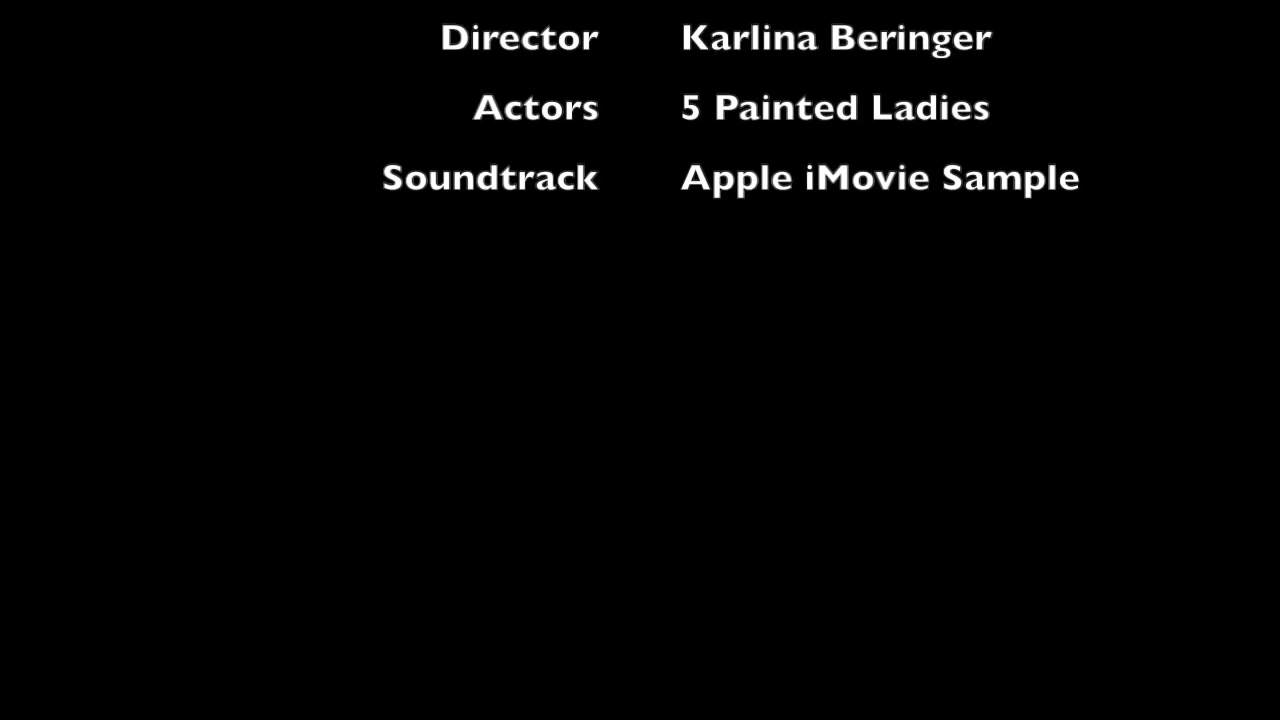 Director Karlina Beringer
Actors 5 Painted Ladies
Soundtrack Apple iMovie Sample